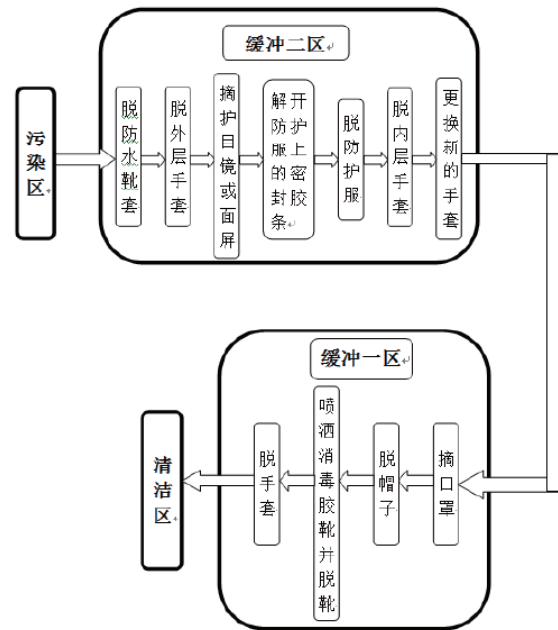 缓冲二区
污染区
脱防水靴套
脱外层手套
摘护目镜或面屏
解开防护服上的密封胶条
脱防护服
脱内层手套
更换新的手套
缓冲一区
摘口罩
脱帽子
喷洒消毒胶靴并脱靴
脱手套
清洁区